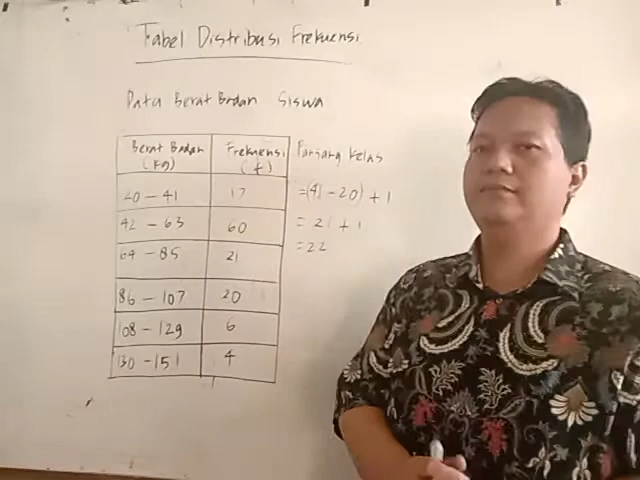 Tabel Distribusi Frekuensi
Data Berat Badan Siswa
Berat Badan (Kg) Frekuensi (f)
20 - 41 17
42 - 63 60
64 - 85 21
86 - 107 20
108 - 129 6
130 - 151 4
Panjang Kelas
= (41 - 20) + 1
= 21 + 1
= 22